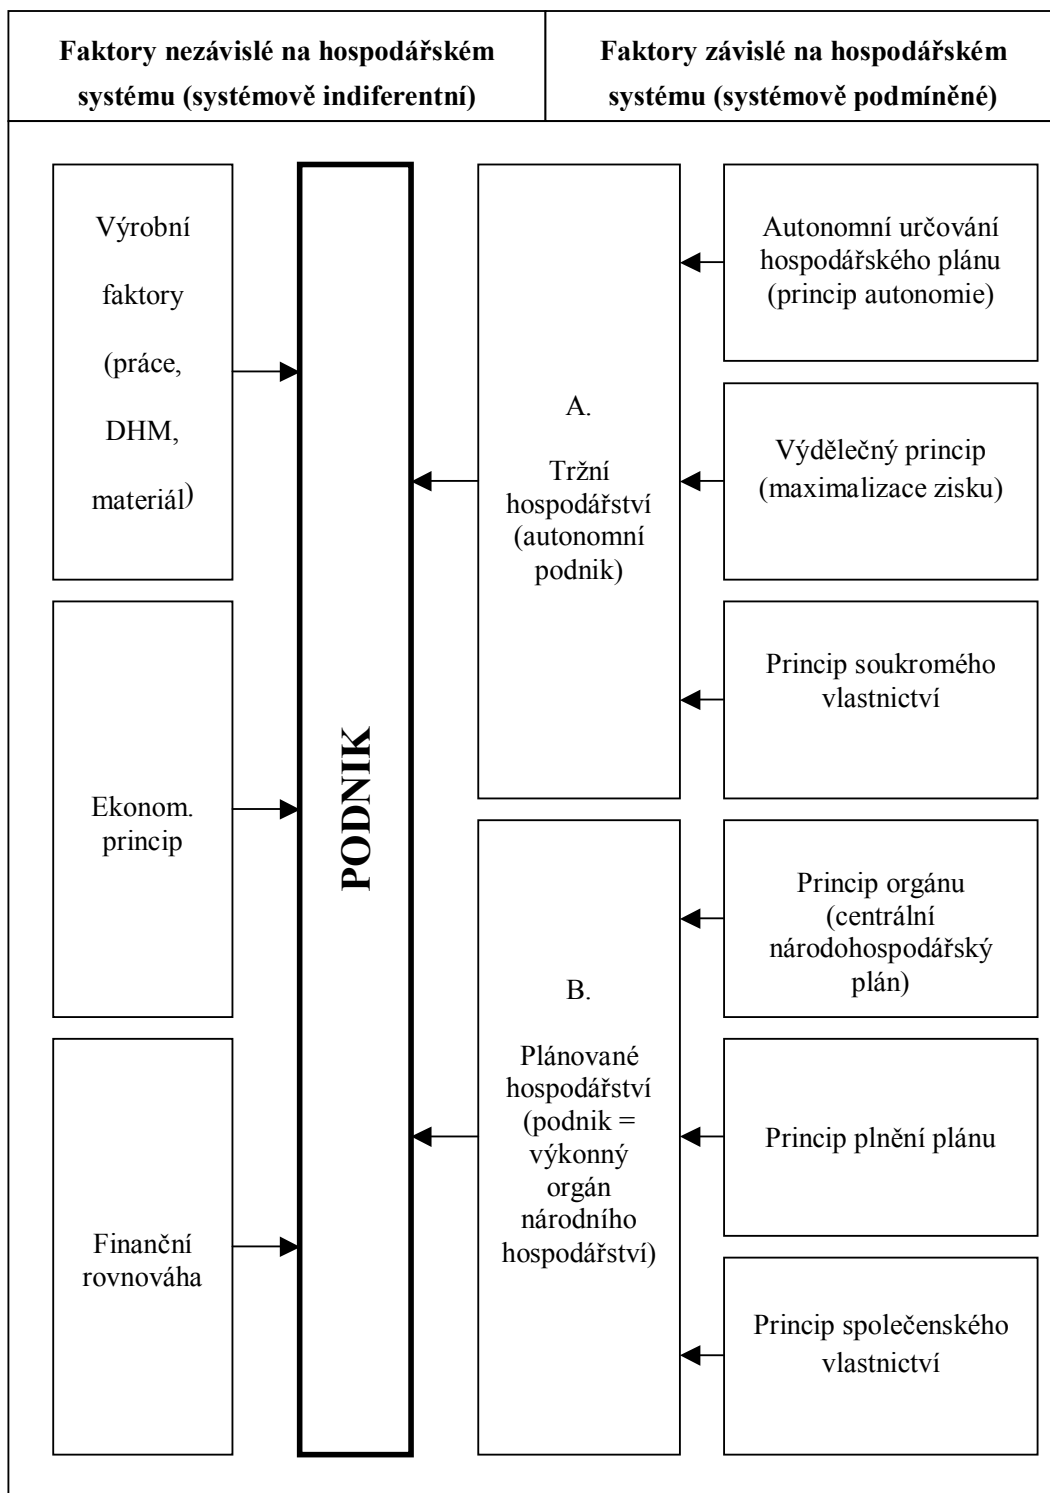 Faktory nezávislé na hospodářském
systému (systémově indiferentní)
Faktory závislé na hospodářském
systému (systémově podmíněné)
Výrobní
faktory
(práce,
DHM,
materiál)
Ekonom.
princip
Finanční
rovnováha
PODNIK
A.
Tržní
hospodářství
(autonomní
podnik)
B.
Plánované
hospodářství
(podnik =
výkonný
orgán
národního
hospodářství)
Autonomní určování
hospodářského plánu
(princip autonomie)
Výdělečný princip
(maximalizace zisku)
Princip soukromého
vlastnictví
Princip orgánu
(centrální
národohospodářský
plán)
Princip plnění plánu
Princip společenského
vlastnictví